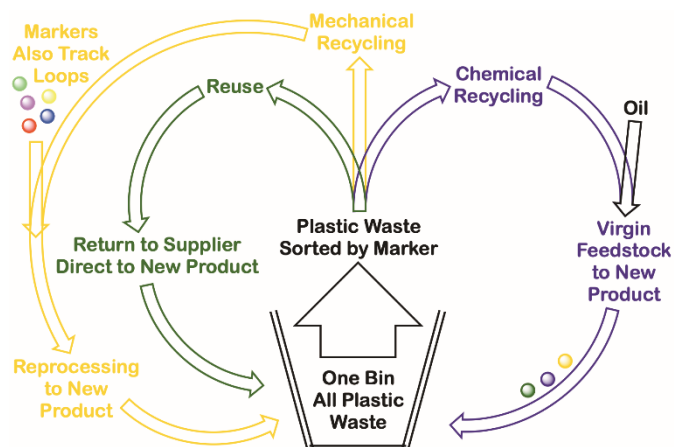 Markers
Also Track
Loops
Mechanical
Recycling
Reuse
Chemical
Recycling
Oil
Plastic Waste
Sorted by Marker
Return to Supplier
Direct to New Product
Virgin
Feedstock
to New
Product
Reprocessing
to New
Product
One Bin
All Plastic
Waste